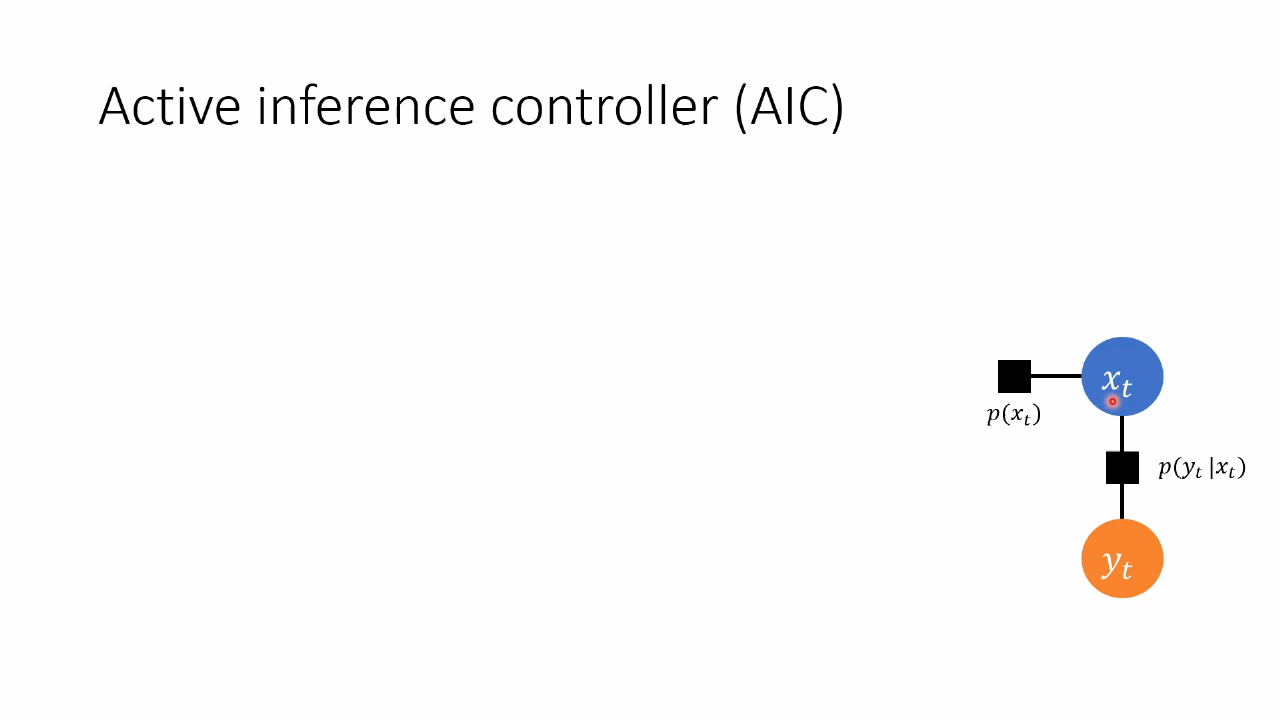 Active inference controller (AIC)
x_t
p(x_t)
p(y_t |x_t)
y_t